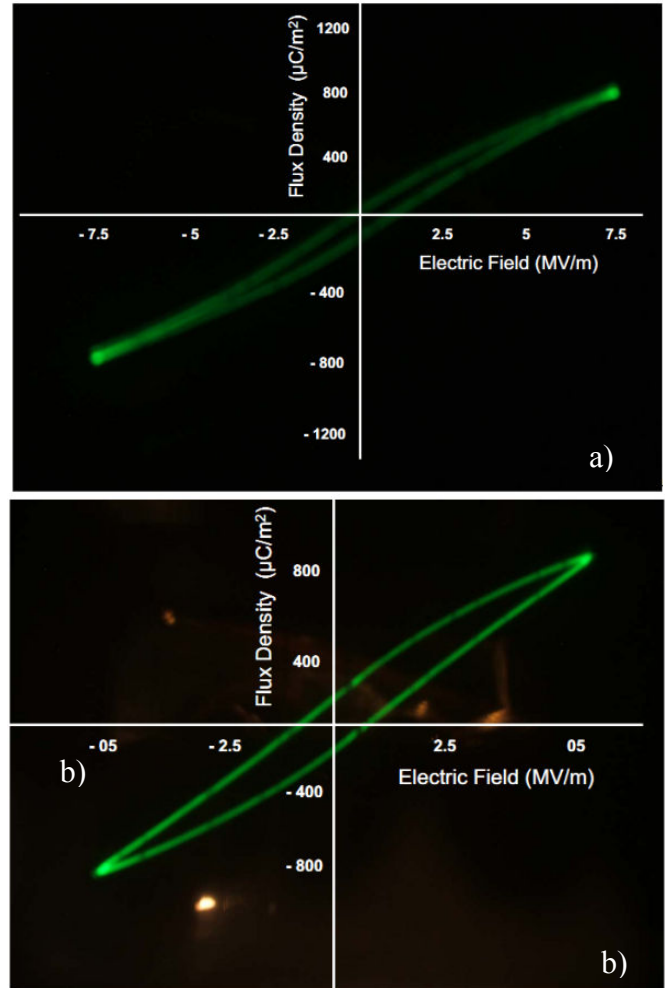 1200
Flux Density (µC/m²)
800
400
- 7.5 - 5 - 2.5 2.5 5 7.5
Electric Field (MV/m)
- 400
- 800
- 1200
a)
Flux Density (µC/m²)
800
400
- 05 - 2.5 2.5 05
b) Electric Field (MV/m)
- 400
- 800
b)